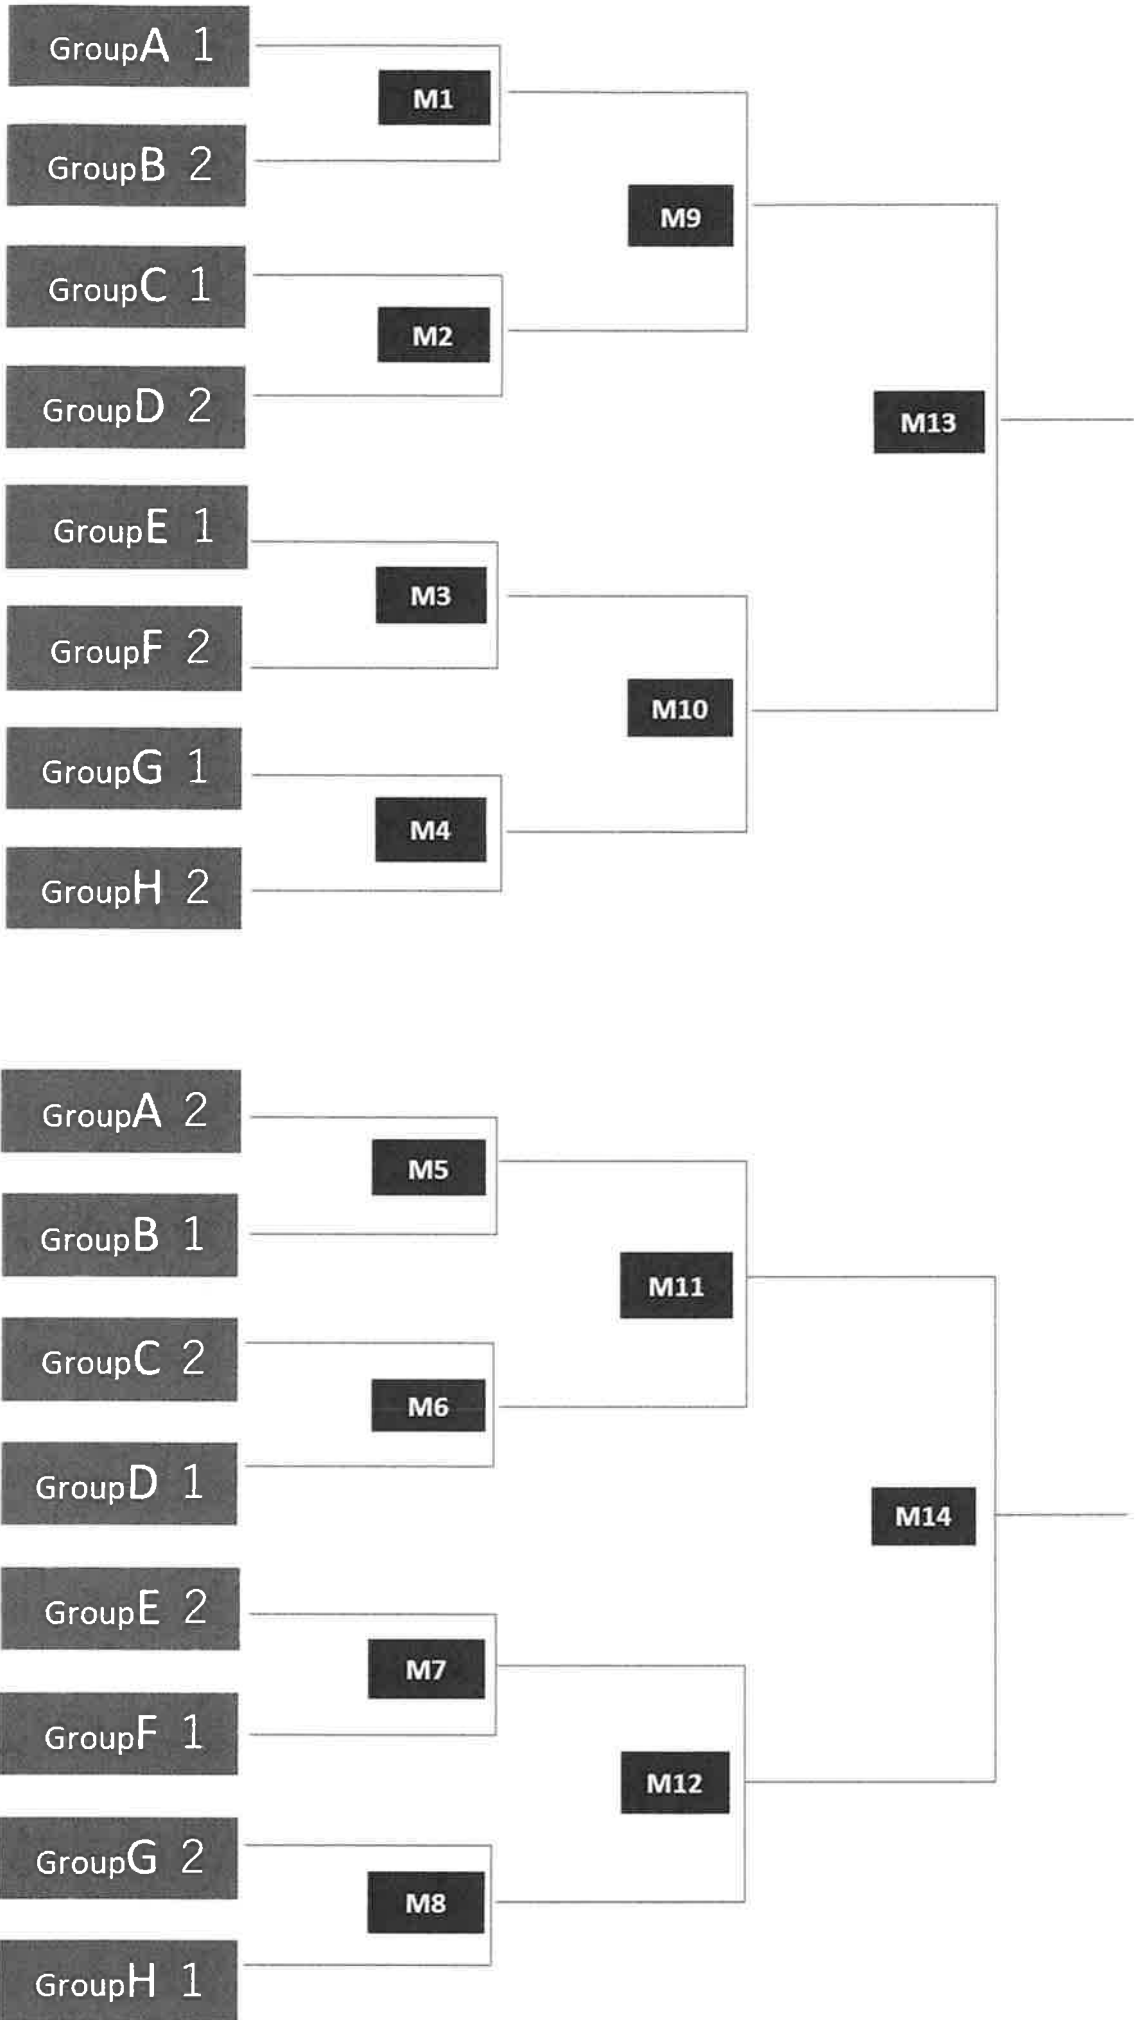 GroupA 1
M1
GroupB 2
M9
GroupC 1
M2
GroupD 2
M13
GroupE 1
M3
GroupF 2
M10
GroupG 1
M4
GroupH 2
GroupA 2
M5
GroupB 1
M11
GroupC 2
M6
GroupD 1
M14
GroupE 2
M7
GroupF 1
M12
GroupG 2
M8
GroupH 1